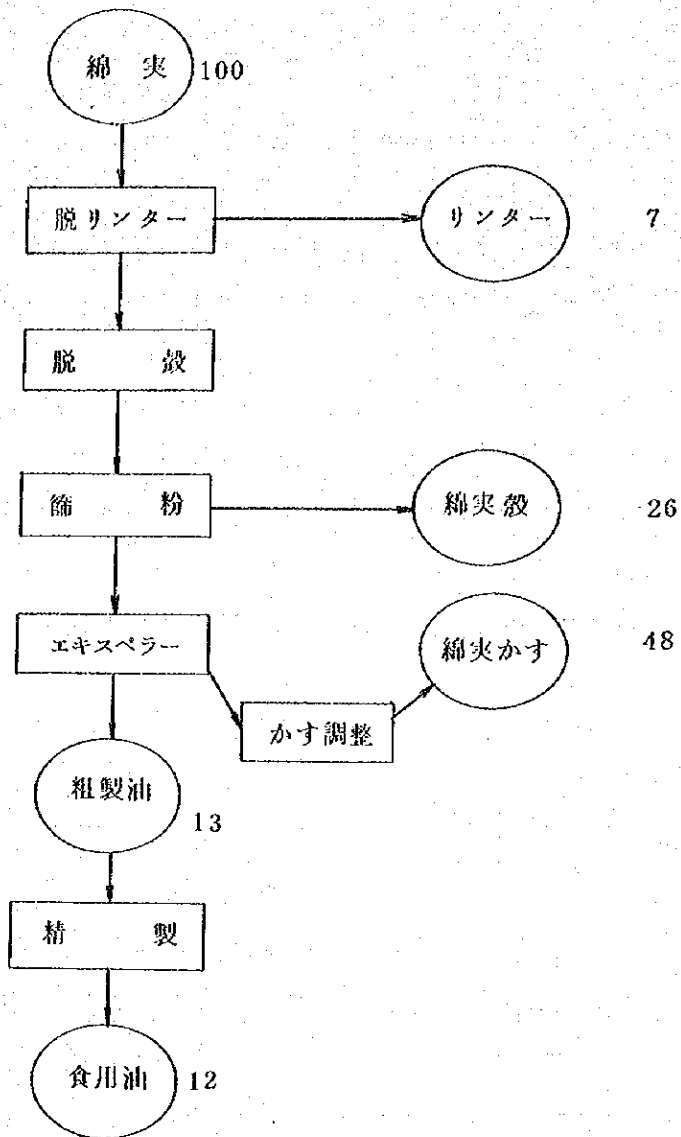 綿実 100
脱リンター
リンター 7
脱殻
篩粉
綿実殻 26
エキスペラー
綿実かす 48
かす調整
粗製油 13
精製
食用油 12